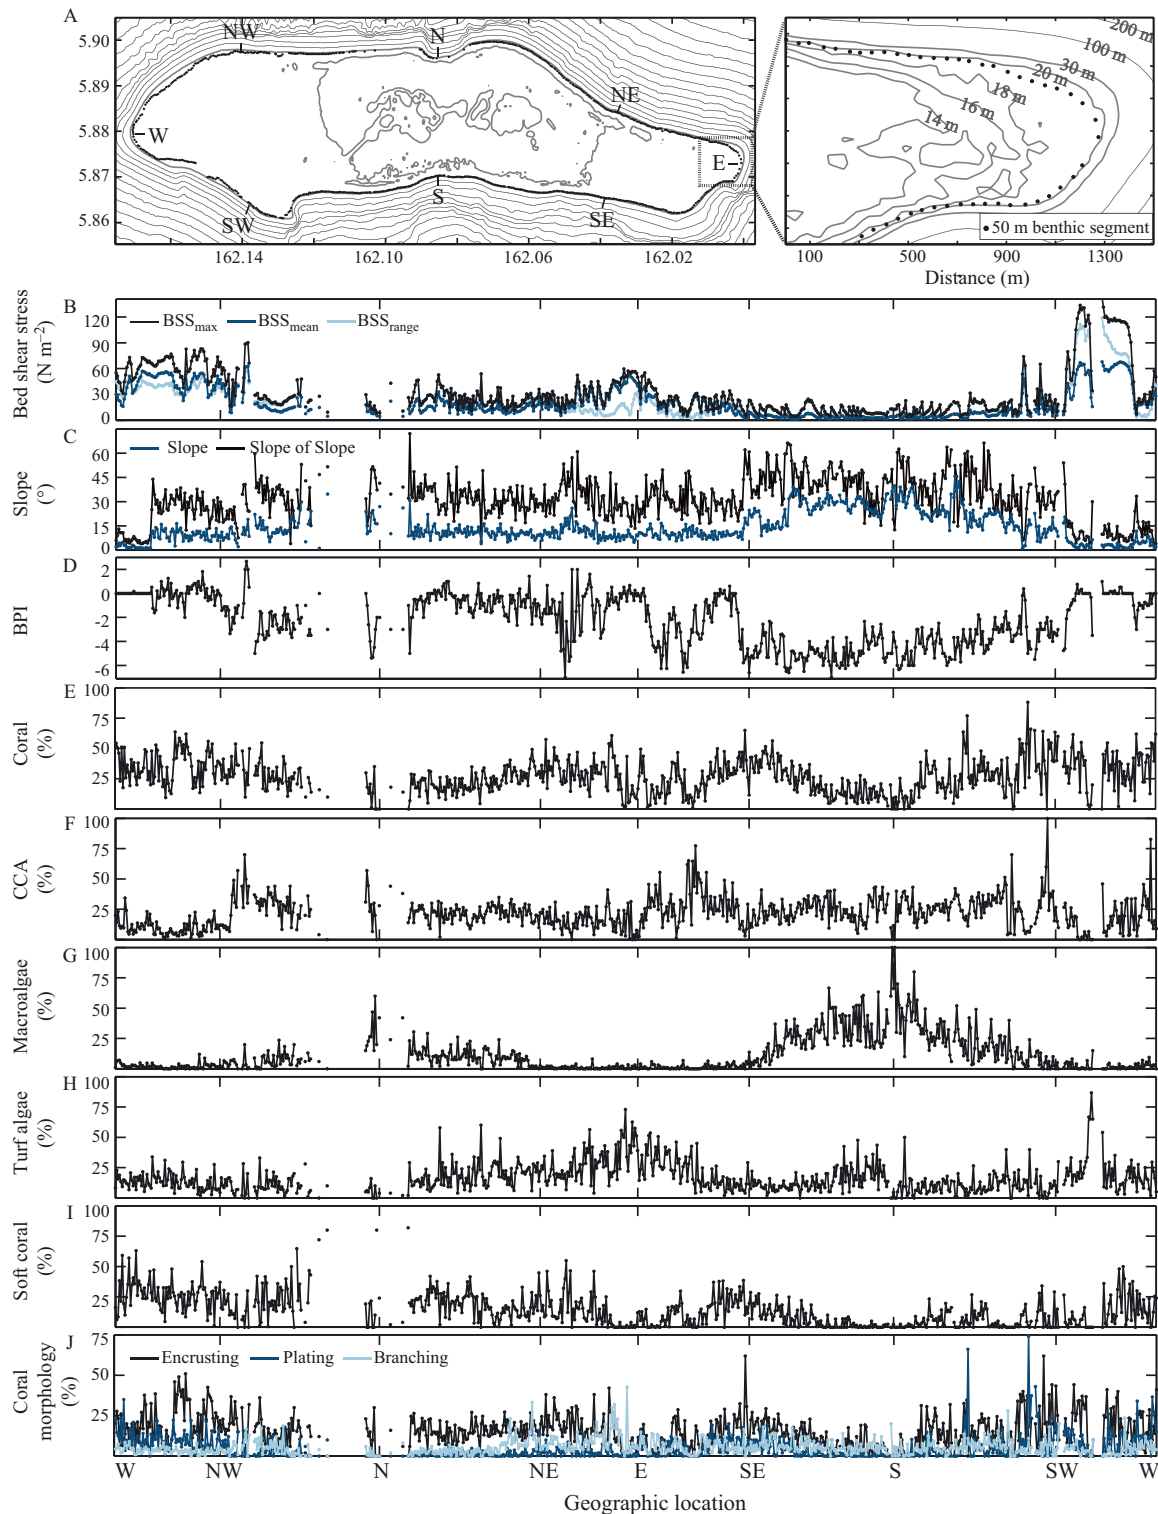 A
5.90
5.89
5.88
5.87
5.86
NW
N
NE
W
E
S
SW
SE
162.14
162.10
162.06
162.02
200 m
100 m
30 m
20 m
18 m
16 m
14 m
50 m benthic segment
100
500
900
1300
Distance (m)
B
Bed shear stress
(N m−2)
120
90
60
30
0
BSSmax
BSSmean
BSSrange
C
Slope
(°)
60
45
30
15
0
Slope
Slope of Slope
D
BPI
2
0
-2
-4
-6
E
Coral
(%)
100
75
50
25
F
CCA
(%)
100
75
50
25
G
Macroalgae
(%)
100
75
50
25
H
Turf algae
(%)
100
75
50
25
I
Soft coral
(%)
100
75
50
25
J
Coral
morphology
(%)
75
50
25
Encrusting
Plating
Branching
W
NW
N
NE
E
SE
S
SW
W
Geographic location